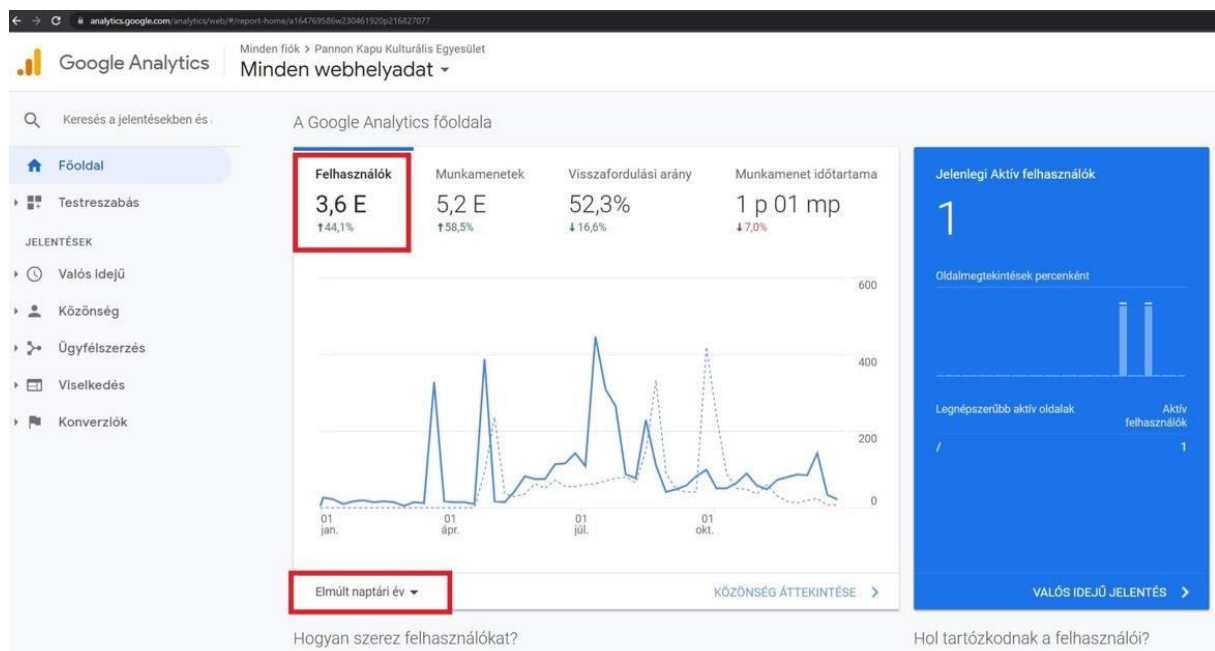 analytics.google.com/analytics/web/#/report-home/a164769586w230461920p216827077
Google Analytics
Minden fiók > Pannon Kapu Kulturális Egyesület
Minden webhelyadat
Keresés a jelentésekben és
Főoldal
Testreszabás
JELENTÉSEK
Valós idejű
Közönség
Ügyfélszerzés
Viselkedés
Konverziók
A Google Analytics főoldala
Felhasználók
3,6 E
↑44,1%
Munkamenetek
5,2 E
↑58,5%
Visszafordulási arány
52,3%
↓16,6%
Munkamenet időtartama
1 p 01 mp
↓7,0%
600
400
200
0
01
jan.
01
ápr.
01
júl.
01
okt.
Elmúlt naptári év
KÖZÖNSÉG ÁTTEKINTÉSE >
Jelenlegi Aktív felhasználók
1
Oldalmegtekintések percenként
Legnépszerűbb aktív oldalak
Aktív
felhasználók
/
1
VALÓS IDEJŰ JELENTÉS >
Hogyan szerez felhasználókat?
Hol tartózkodnak a felhasználói?